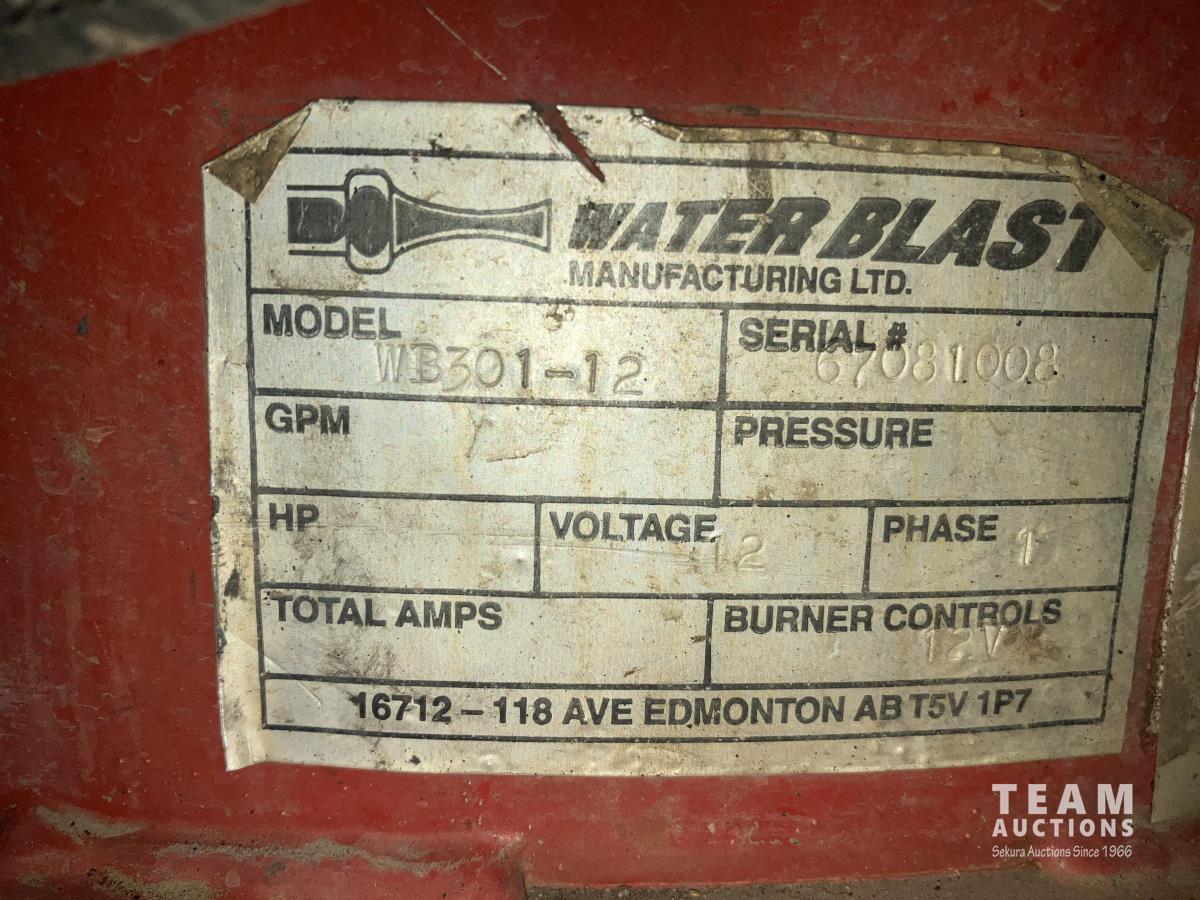 WATER BLAST
MANUFACTURING LTD.
MODEL WB301-12
SERIAL # 67081008
GPM
PRESSURE
HP
VOLTAGE 12
PHASE 1
TOTAL AMPS
BURNER CONTROLS 12V
16712 – 118 AVE EDMONTON AB T5V 1P7
TEAM
AUCTIONS
Sekura Auctions Since 1966